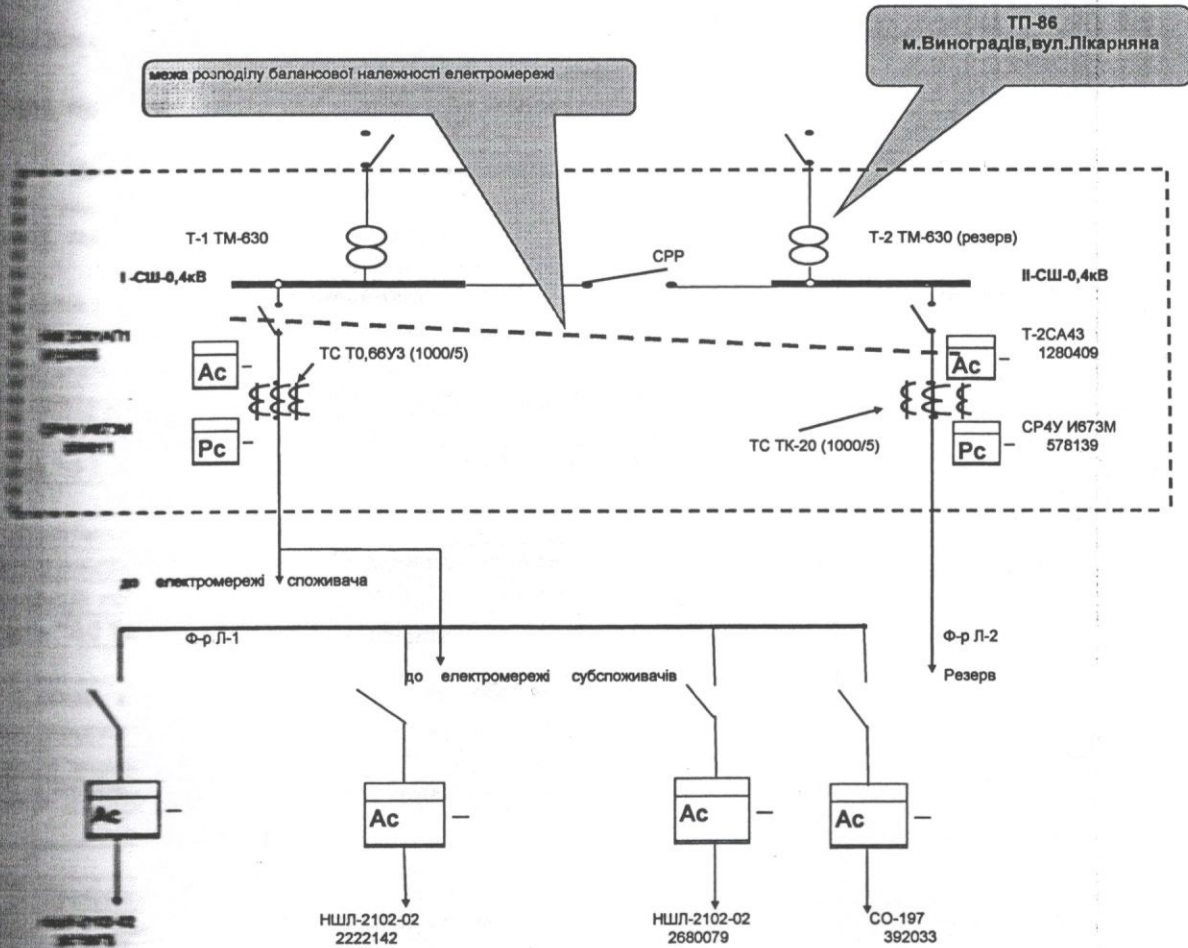 ТП-86
м.Виноградів,вул.Лікарняна
межа розподілу балансової належності електромережі
Т-1 ТМ-630
Т-2 ТМ-630 (резерв)
СРР
І -СШ-0,4кВ
ІІ-СШ-0,4кВ
ТС Т0,66У3 (1000/5)
Т-2СА43
1280409
Ас
Ас
ТС ТК-20 (1000/5)
СР4У И673М
578139
Рс
Рс
до електромережі споживача
Ф-р Л-1
Ф-р Л-2
до електромережі субспоживачів
Резерв
Ас
Ас
Ас
Ас
НШЛ-2102-02
НШЛ-2102-02
2222142
НШЛ-2102-02
2680079
СО-197
392033